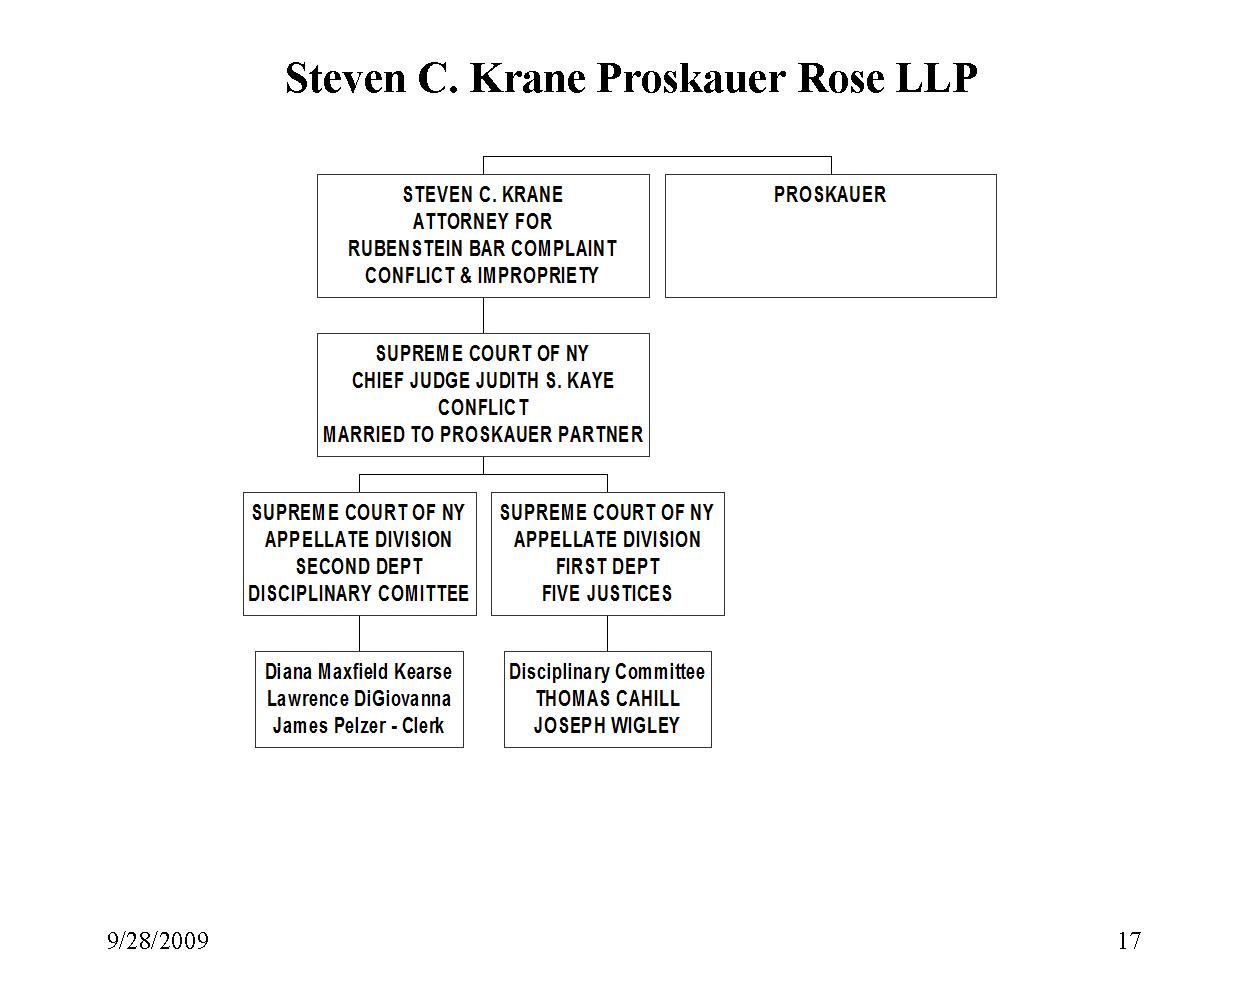 Steven C. Krane Proskauer Rose LLP
STEVEN C. KRANE
ATTORNEY FOR
RUBENSTEIN BAR COMPLAINT
CONFLICT & IMPROPRIETY
PROSKAUER
SUPREME COURT OF NY
CHIEF JUDGE JUDITH S. KAYE
CONFLICT
MARRIED TO PROSKAUER PARTNER
SUPREME COURT OF NY
APPELLATE DIVISION
SECOND DEPT
DISCIPLINARY COMITTEE
SUPREME COURT OF NY
APPELLATE DIVISION
FIRST DEPT
FIVE JUSTICES
Diana Maxfield Kearse
Lawrence DiGiovanna
James Pelzer - Clerk
Disciplinary Committee
THOMAS CAHILL
JOSEPH WIGLEY
9/28/2009
17